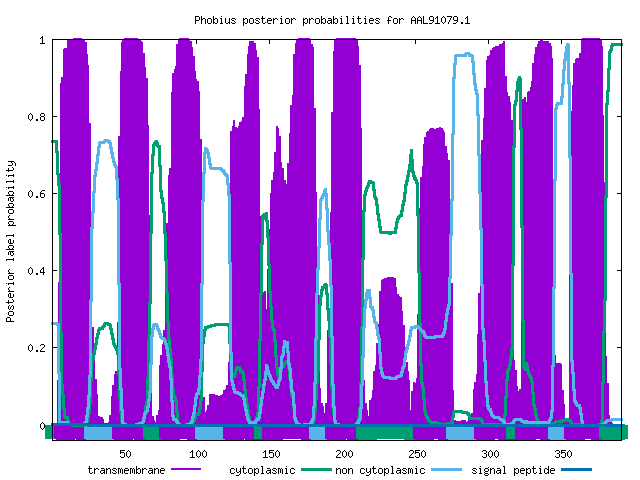 Phobius posterior probabilities for AAL91079.1
Posterior label probability
1
0.8
0.6
0.4
0.2
0
50
100
150
200
250
300
350
transmembrane
cytoplasmic
non cytoplasmic
signal peptide